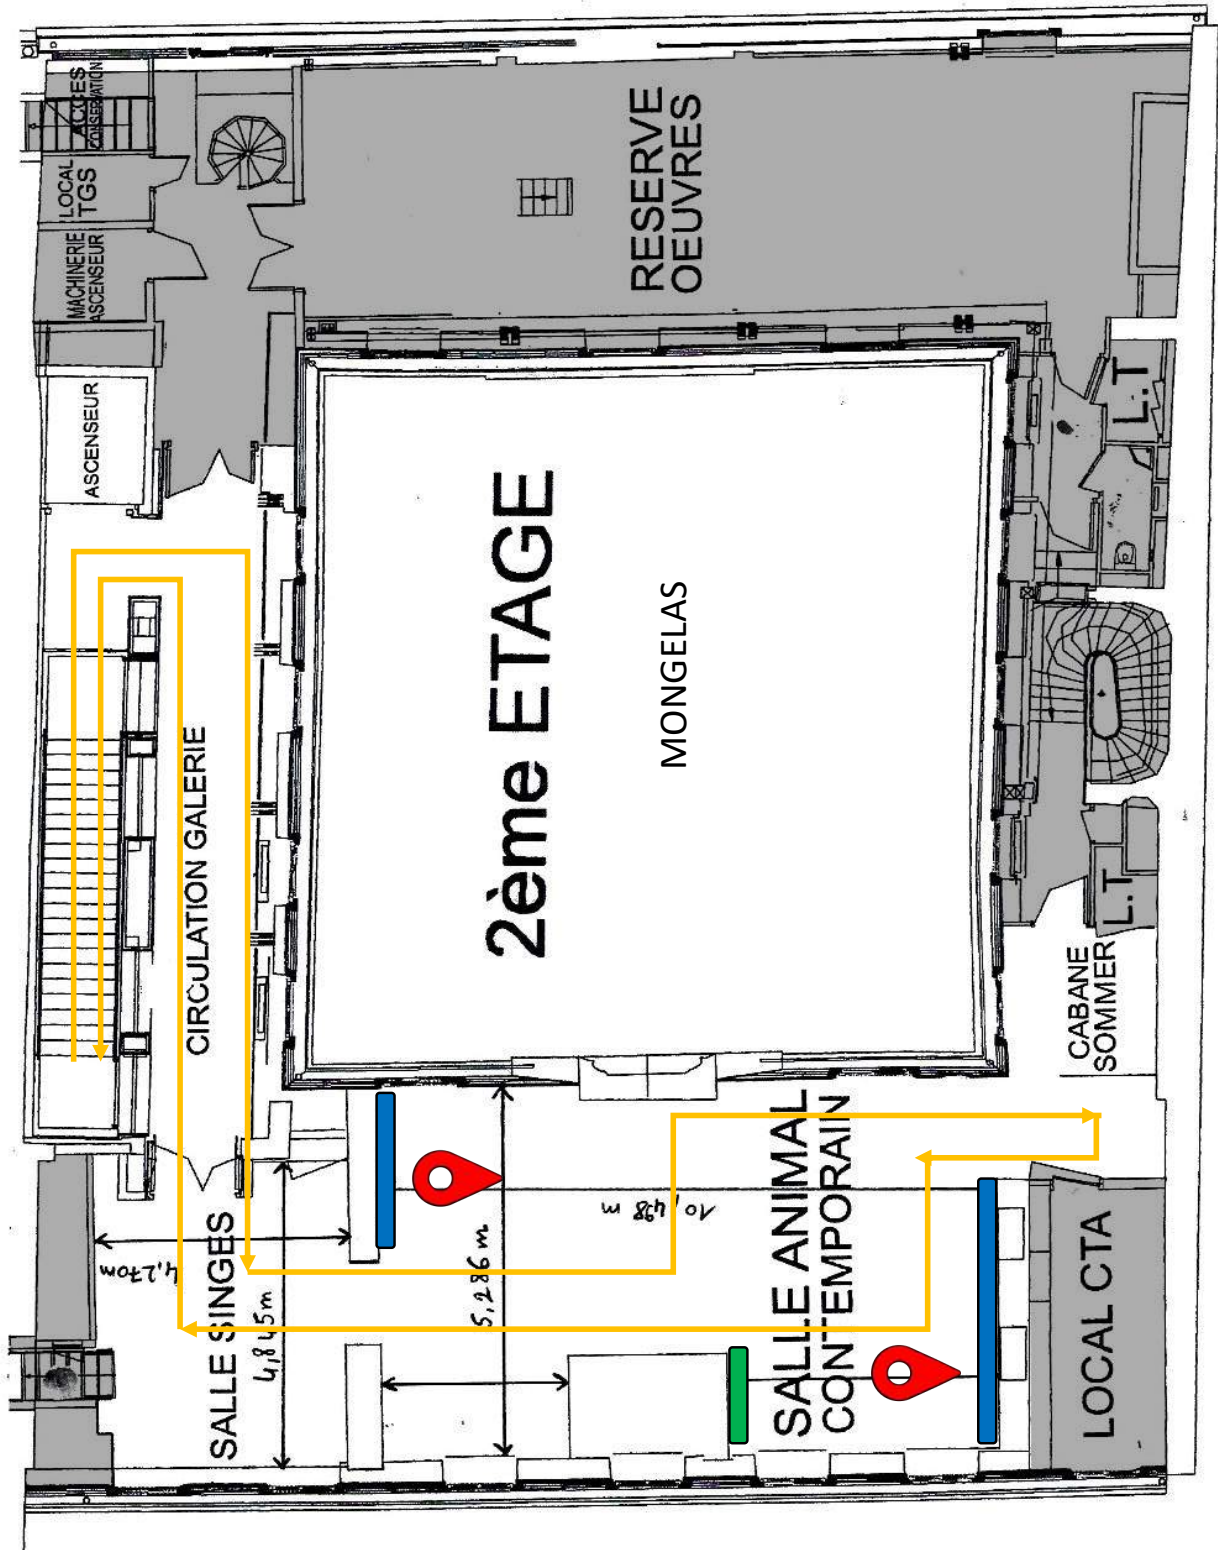 ACCES
CONSERVATION
LOCAL
TGS
MACHINERIE
ASCENSEUR
ASCENSEUR
RESERVE
OEUVRES
L.T
2ème ETAGE
MONGELAS
CIRCULATION GALERIE
L.T
CABANE
SOMMER
SALLE SINGES
4,270m
4,845m
5,286m
10,498 m
SALLE ANIMAL
CONTEMPORAIN
LOCAL CTA